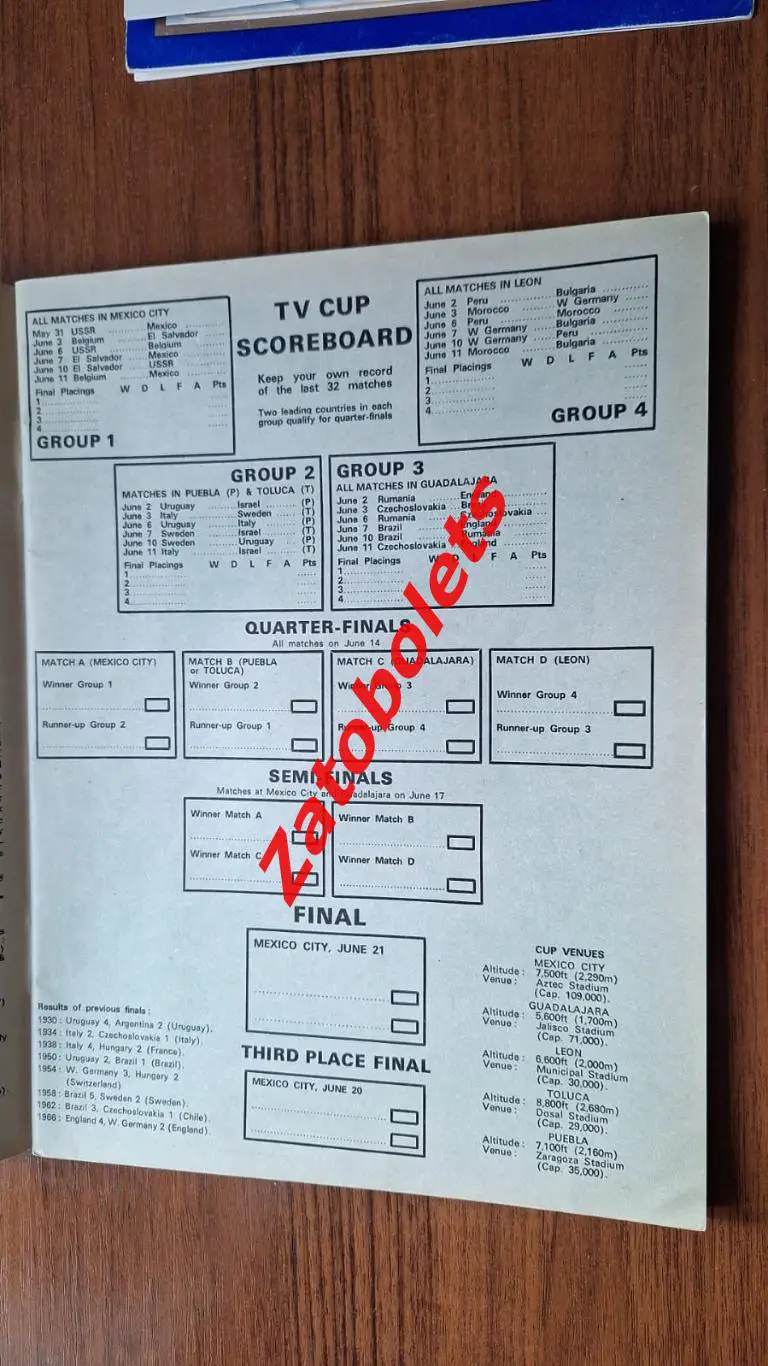 TV CUP
SCOREBOARD
Keep your own record
of the last 32 matches
Two leading countries in each
group qualify for quarter-finals
ALL MATCHES IN MEXICO CITY
May 31 USSR Mexico
June 3 Belgium El Salvador
June 6 USSR Belgium
June 7 El Salvador Mexico
June 10 El Salvador USSR
June 11 Belgium Mexico
Final Placings W D L F A Pts
1
2
3
4
GROUP 1
ALL MATCHES IN LEON
June 2 Peru Bulgaria
June 3 Morocco W Germany
June 6 Peru Morocco
June 7 W Germany Bulgaria
June 10 W Germany Peru
June 11 Morocco Bulgaria
Final Placings W D L F A Pts
1
2
3
4
GROUP 4
GROUP 2
MATCHES IN PUEBLA (P) & TOLUCA (T)
June 2 Uruguay Israel (P)
June 3 Italy Sweden (T)
June 6 Uruguay Italy (P)
June 7 Sweden Israel (T)
June 10 Sweden Uruguay (P)
June 11 Italy Israel (T)
Final Placings W D L F A Pts
1
2
3
4
GROUP 3
ALL MATCHES IN GUADALAJARA
June 2 Rumania England
June 3 Czechoslovakia
June 6 Rumania Czechoslovakia
June 7 Brazil England
June 10 Brazil Rumania
June 11 Czechoslovakia England
Final Placings W D F A Pts
1
2
3
4
QUARTER-FINALS
All matches on June 14
MATCH A (MEXICO CITY)
Winner Group 1
Runner-up Group 2
MATCH B (PUEBLA
or TOLUCA)
Winner Group 2
Runner-up Group 1
MATCH C (GUADALAJARA)
Winner Group 3
Runner-up Group 4
MATCH D (LEON)
Winner Group 4
Runner-up Group 3
SEMI-FINALS
Matches at Mexico City and Guadalajara on June 17
Winner Match A
Winner Match C
Winner Match B
Winner Match D
FINAL
MEXICO CITY, JUNE 21
THIRD PLACE FINAL
MEXICO CITY, JUNE 20
Results of previous finals:
1930: Uruguay 4, Argentina 2 (Uruguay).
1934: Italy 2, Czechoslovakia 1 (Italy).
1938: Italy 4, Hungary 2 (France).
1950: Uruguay 2, Brazil 1 (Brazil).
1954: W. Germany 3, Hungary 2
(Switzerland)
1958: Brazil 5, Sweden 2 (Sweden).
1962: Brazil 3, Czechoslovakia 1 (Chile).
1966: England 4, W. Germany 2 (England).
CUP VENUES
MEXICO CITY
Altitude: 7,500ft (2,290m)
Venue: Aztec Stadium
(Cap. 109,000).
GUADALAJARA
Altitude: 5,600ft (1,700m)
Venue: Jalisco Stadium
(Cap. 71,000).
LEON
Altitude: 6,600ft (2,000m)
Venue: Municipal Stadium
(Cap. 30,000).
TOLUCA
Altitude: 8,800ft (2,680m)
Venue: Dosal Stadium
(Cap. 29,000).
PUEBLA
Altitude: 7,100ft (2,160m)
Venue: Zaragoza Stadium
(Cap. 35,000).
Zatobolets